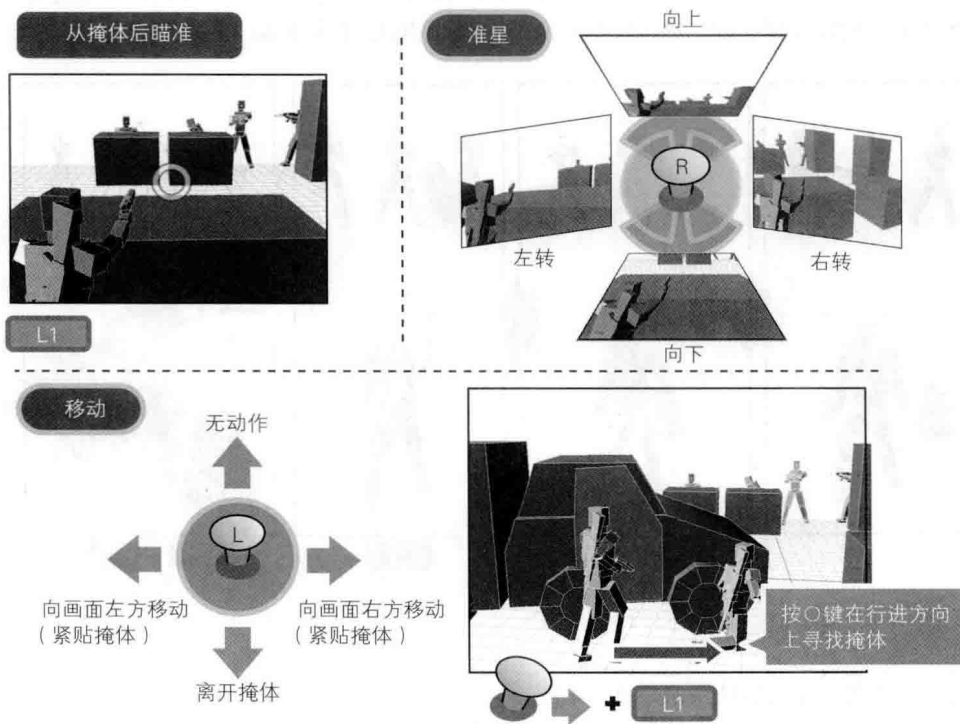 从掩体后瞄准
L1
准星
向上
R
左转
右转
向下
移动
无动作
L
向画面左方移动
（紧贴掩体）
向画面右方移动
（紧贴掩体）
离开掩体
按○键在行进方向
上寻找掩体
+
L1